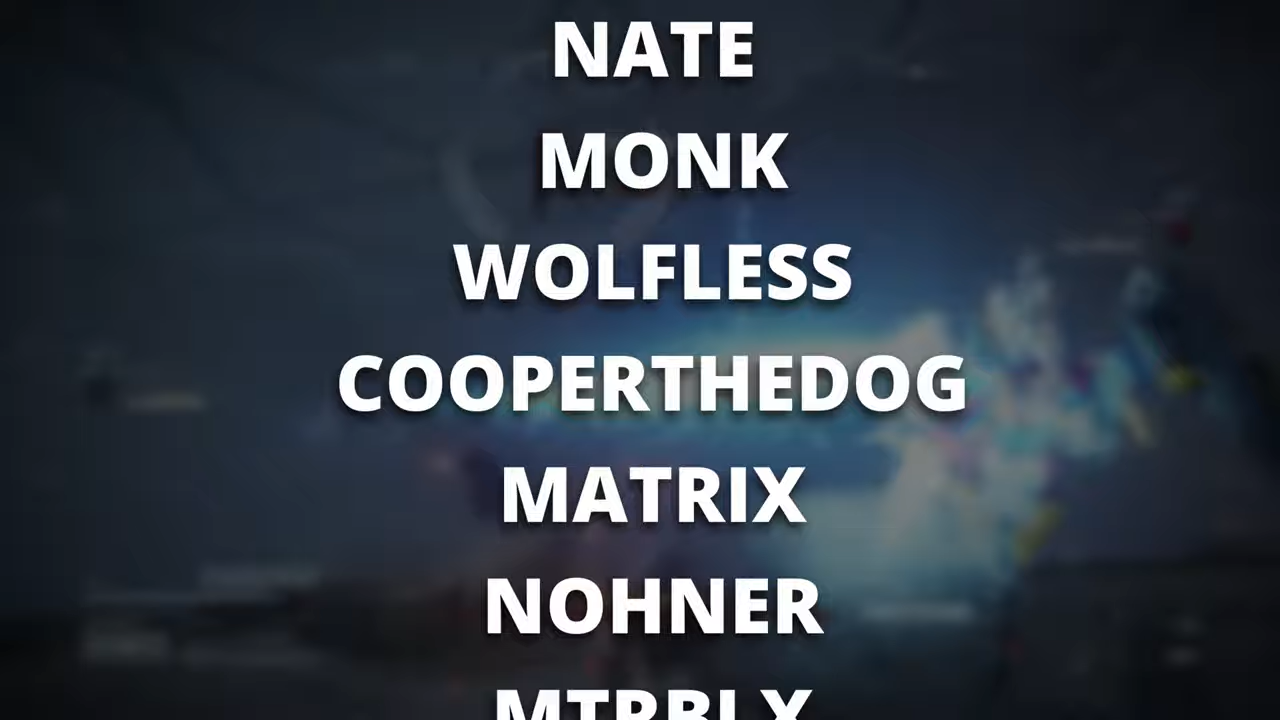 NATE
MONK
WOLFLESS
COOPERTHEDOG
MATRIX
NOHNER